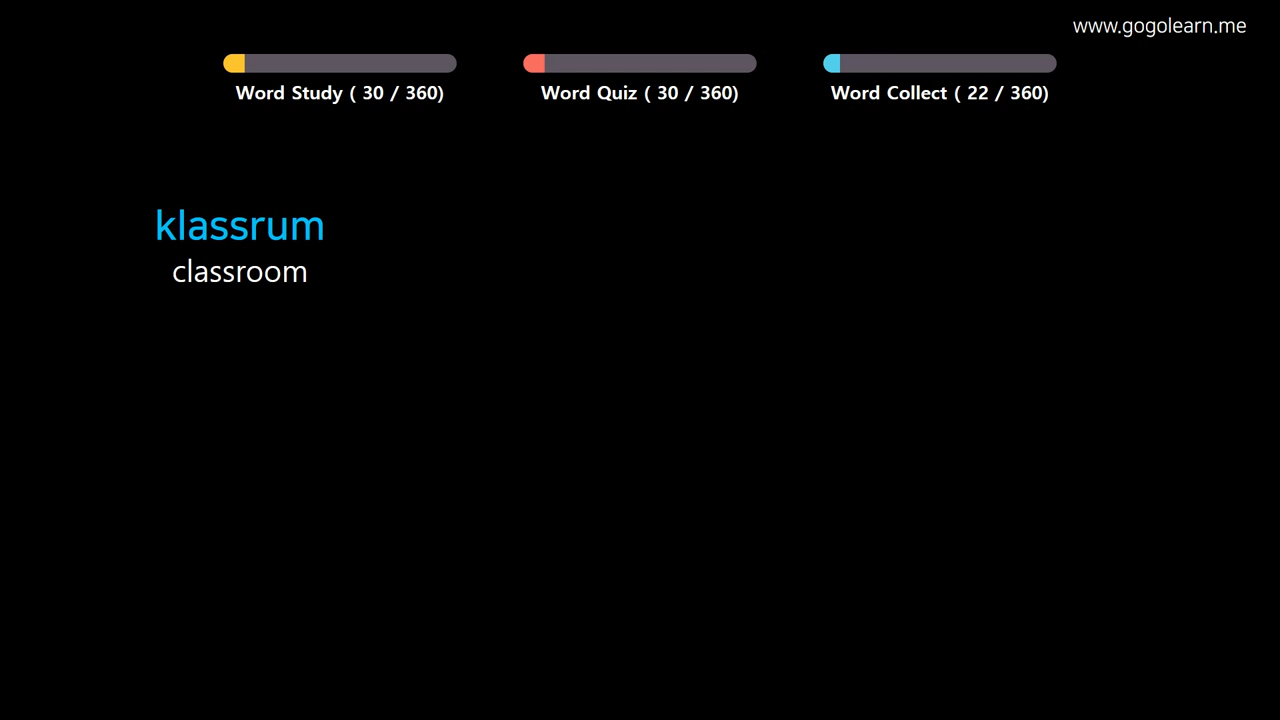 www.gogolearn.me
Word Study ( 30 / 360)
Word Quiz ( 30 / 360)
Word Collect ( 22 / 360)
klassrum
classroom